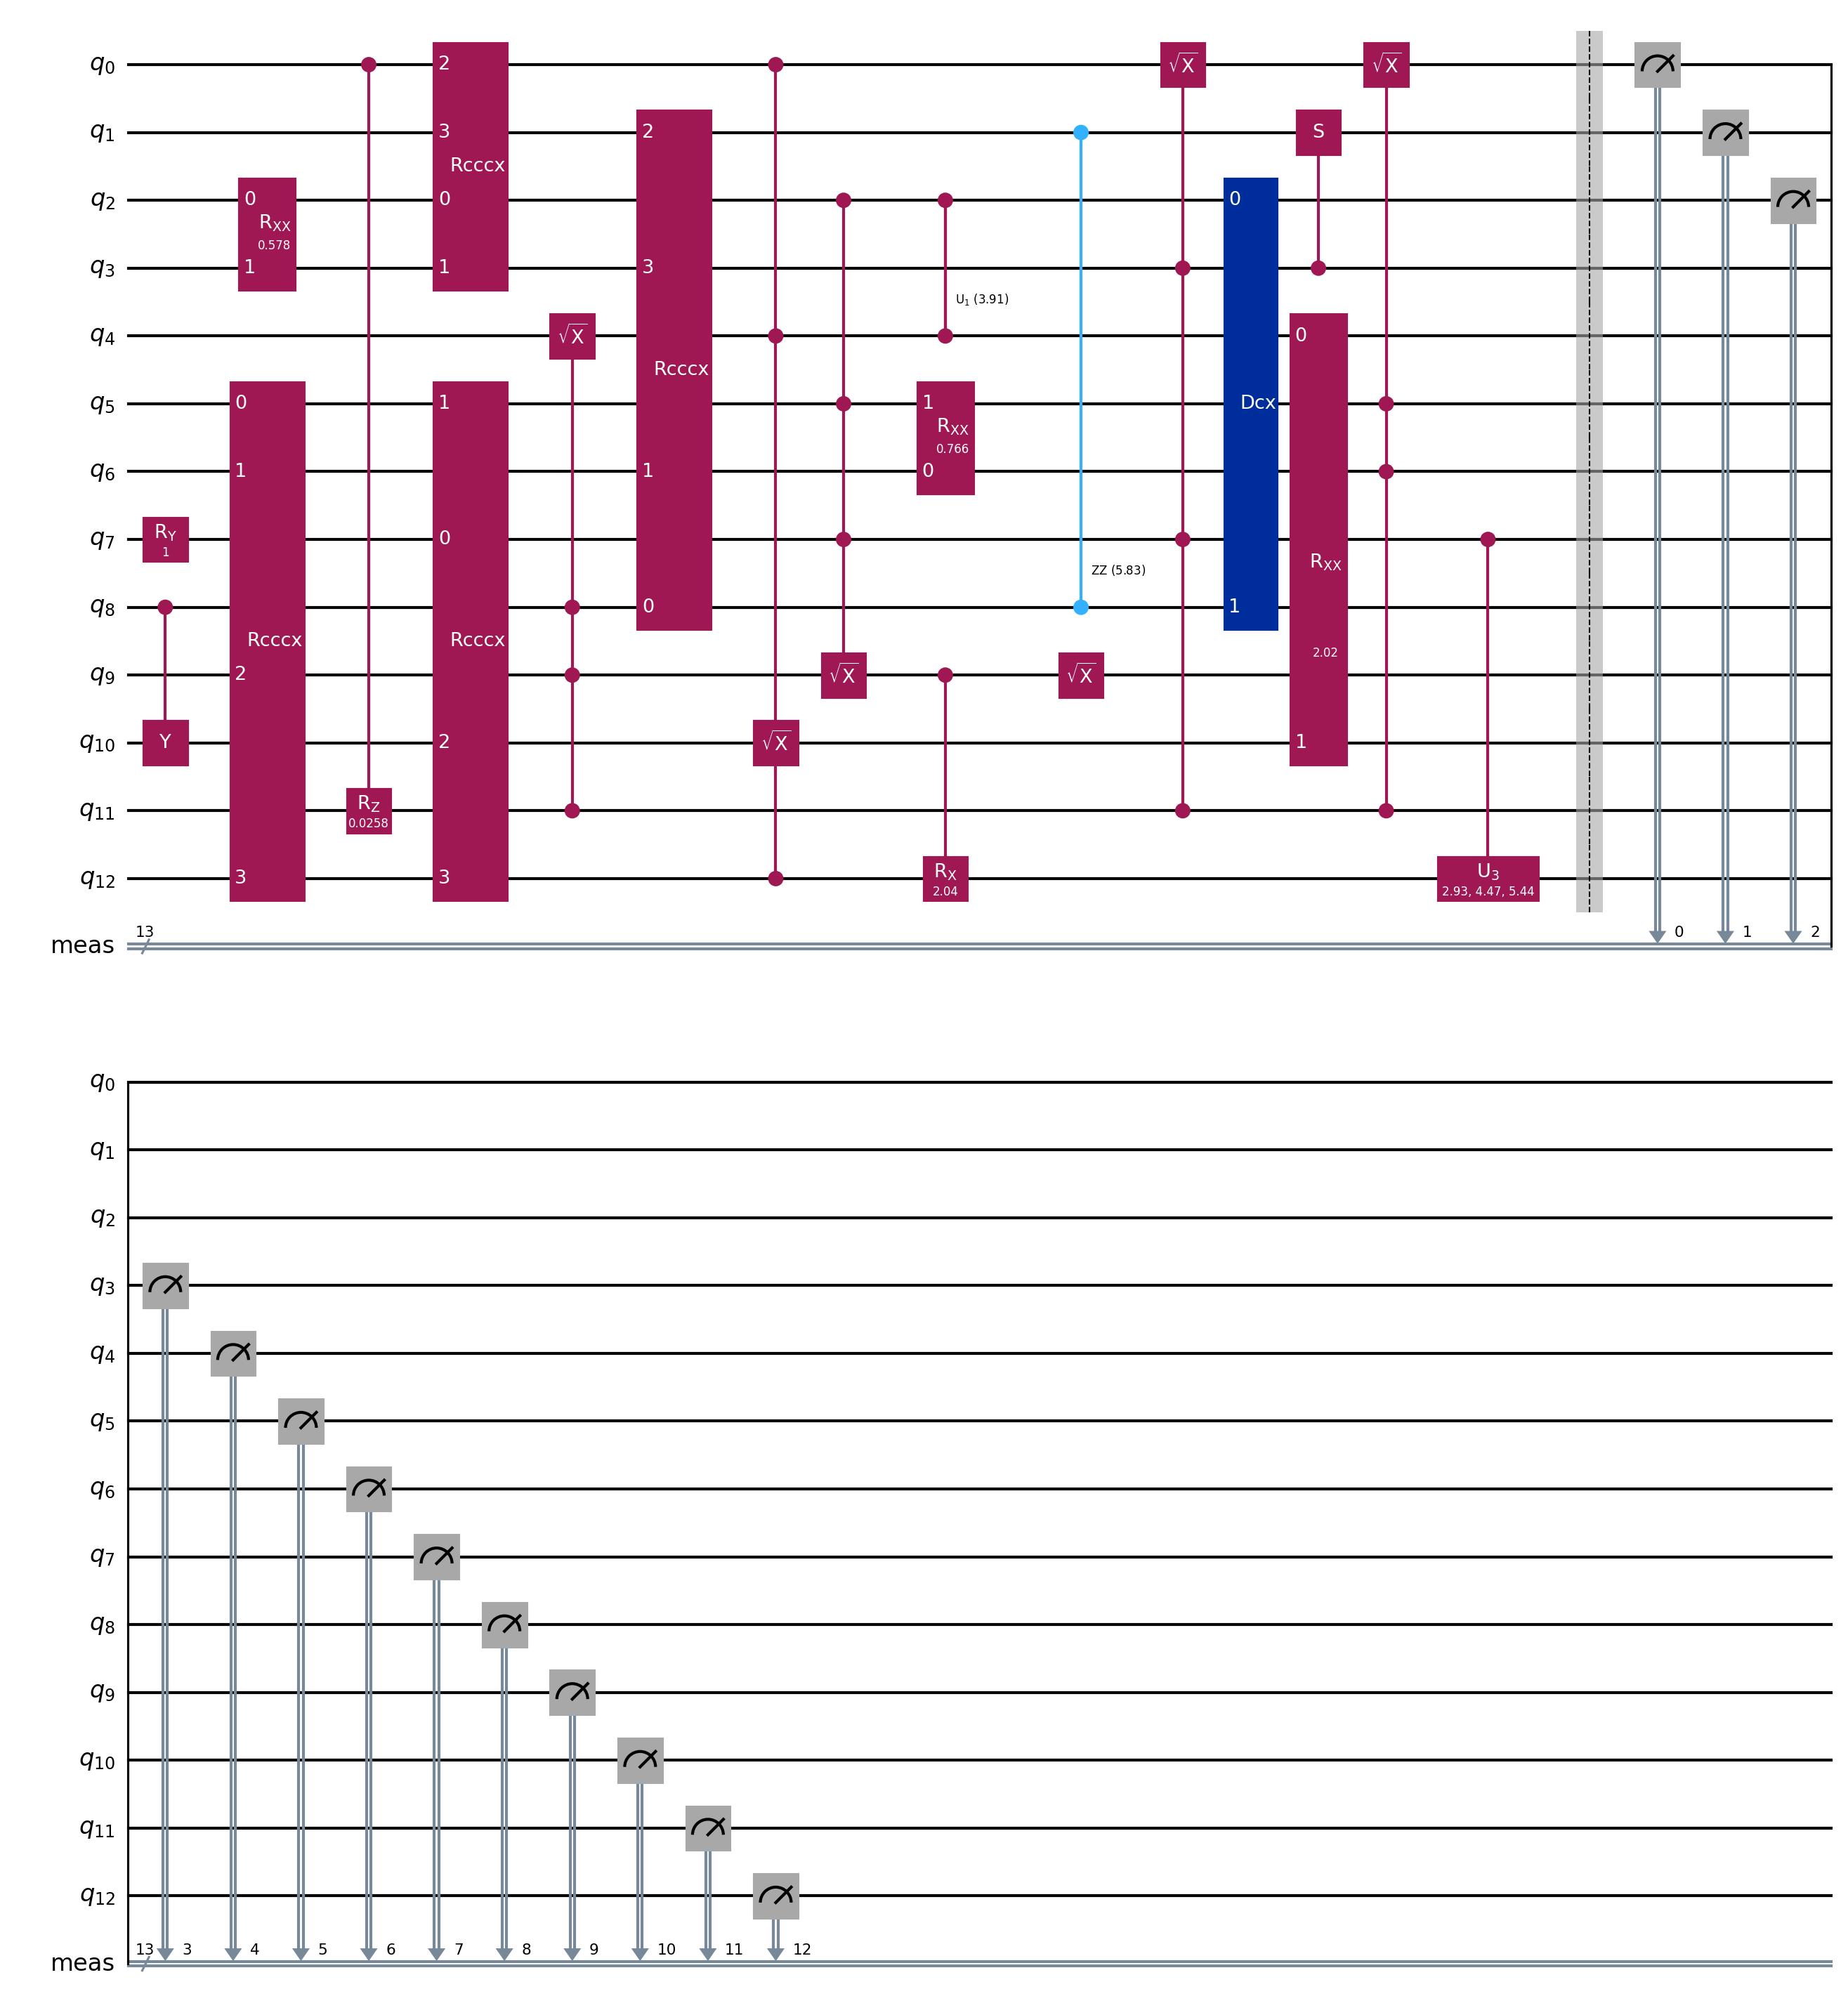 q0 2 √X √X
q1 3 2 S
Rcccx
q2 0 0 0
RXX
0.578
q3 1 1 3
U1 (3.91)
q4 √X 0
Rcccx
q5 0 1 1 Dcx
RXX
0.766
q6 1 1 0
q7 RY 0
1
RXX
ZZ (5.83)
q8 0 1
Rcccx Rcccx
2.02
q9 2 √X √X
q10 Y 2 √X 1
q11 RZ
0.0258
q12 3 3 RX U3
2.04 2.93, 4.47, 5.44
13 0 1 2
meas
q0
q1
q2
q3
q4
q5
q6
q7
q8
q9
q10
q11
q12
13 3 4 5 6 7 8 9 10 11 12
meas